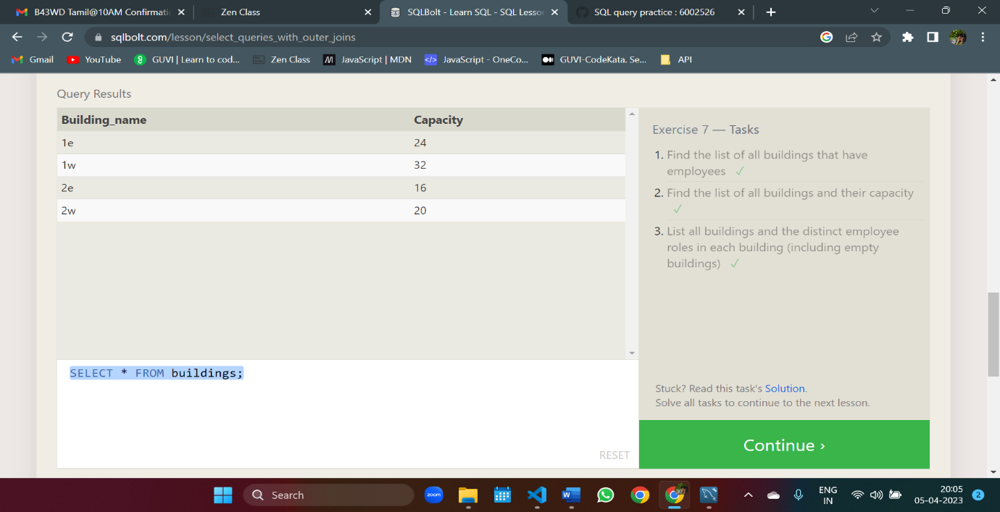 B43WD Tamil@10AM Confirmati
Zen Class
SQLBolt - Learn SQL - SQL Lesso
SQL query practice : 6002526
sqlbolt.com/lesson/select_queries_with_outer_joins
Gmail
YouTube
GUVI | Learn to cod...
Zen Class
JavaScript | MDN
JavaScript - OneCo...
GUVI-CodeKata. Se...
API
Query Results
Building_name Capacity
1e 24
1w 32
2e 16
2w 20
SELECT * FROM buildings;
RESET
Exercise 7 — Tasks
1. Find the list of all buildings that have
employees ✓
2. Find the list of all buildings and their capacity
✓
3. List all buildings and the distinct employee
roles in each building (including empty
buildings) ✓
Stuck? Read this task's Solution.
Solve all tasks to continue to the next lesson.
Continue ›
Search
zoom
ENG
IN
20:05
05-04-2023
2